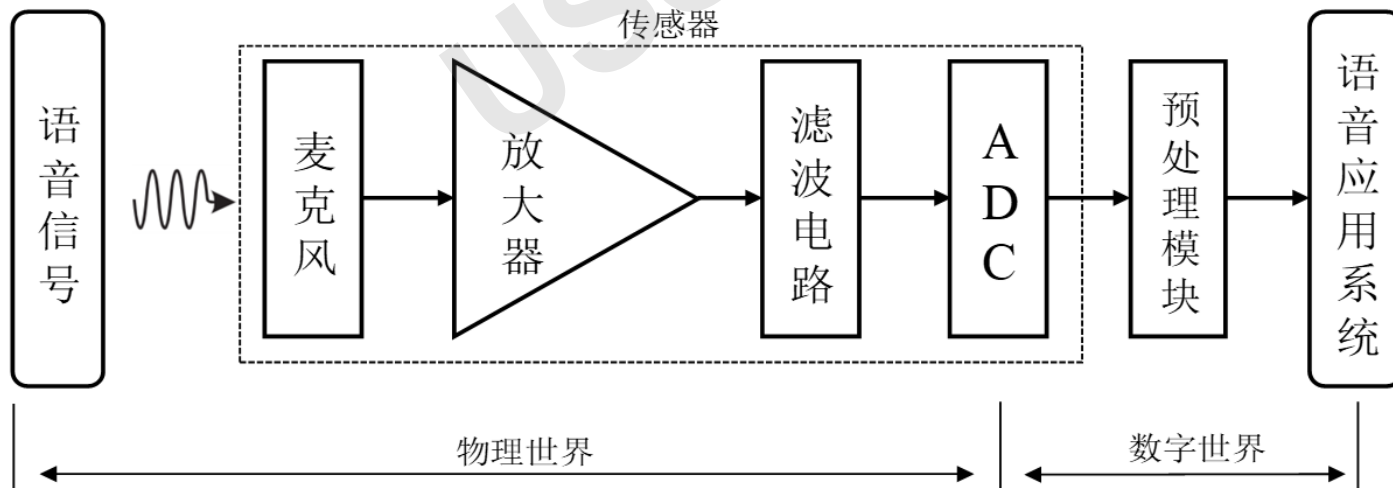 传感器
语音信号
麦克风
放大器
滤波电路
ADC
预处理模块
语音应用系统
物理世界
数字世界